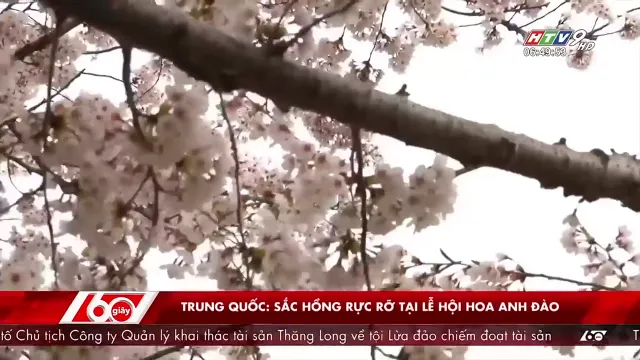 HTV9 HD
06:49:53
60 giây
TRUNG QUỐC: SẮC HỒNG RỰC RỠ TẠI LỄ HỘI HOA ANH ĐÀO
tố Chủ tịch Công ty Quản lý khai thác tài sản Thăng Long về tội Lừa đảo chiếm đoạt tài sản
60